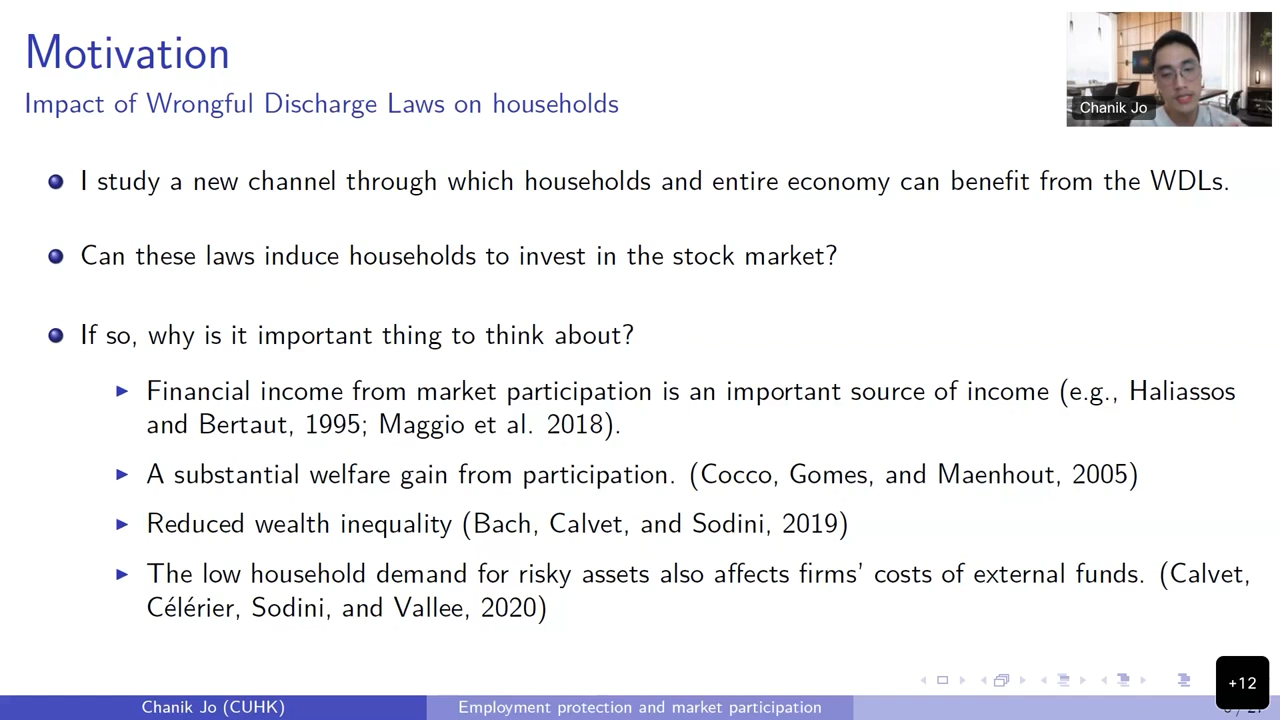 Motivation
Impact of Wrongful Discharge Laws on households
Chanik Jo
I study a new channel through which households and entire economy can benefit from the WDLs.
Can these laws induce households to invest in the stock market?
If so, why is it important thing to think about?
Financial income from market participation is an important source of income (e.g., Haliassos
and Bertaut, 1995; Maggio et al. 2018).
A substantial welfare gain from participation. (Cocco, Gomes, and Maenhout, 2005)
Reduced wealth inequality (Bach, Calvet, and Sodini, 2019)
The low household demand for risky assets also affects firms' costs of external funds. (Calvet,
Célérier, Sodini, and Vallee, 2020)
+12
Chanik Jo (CUHK)
Employment protection and market participation